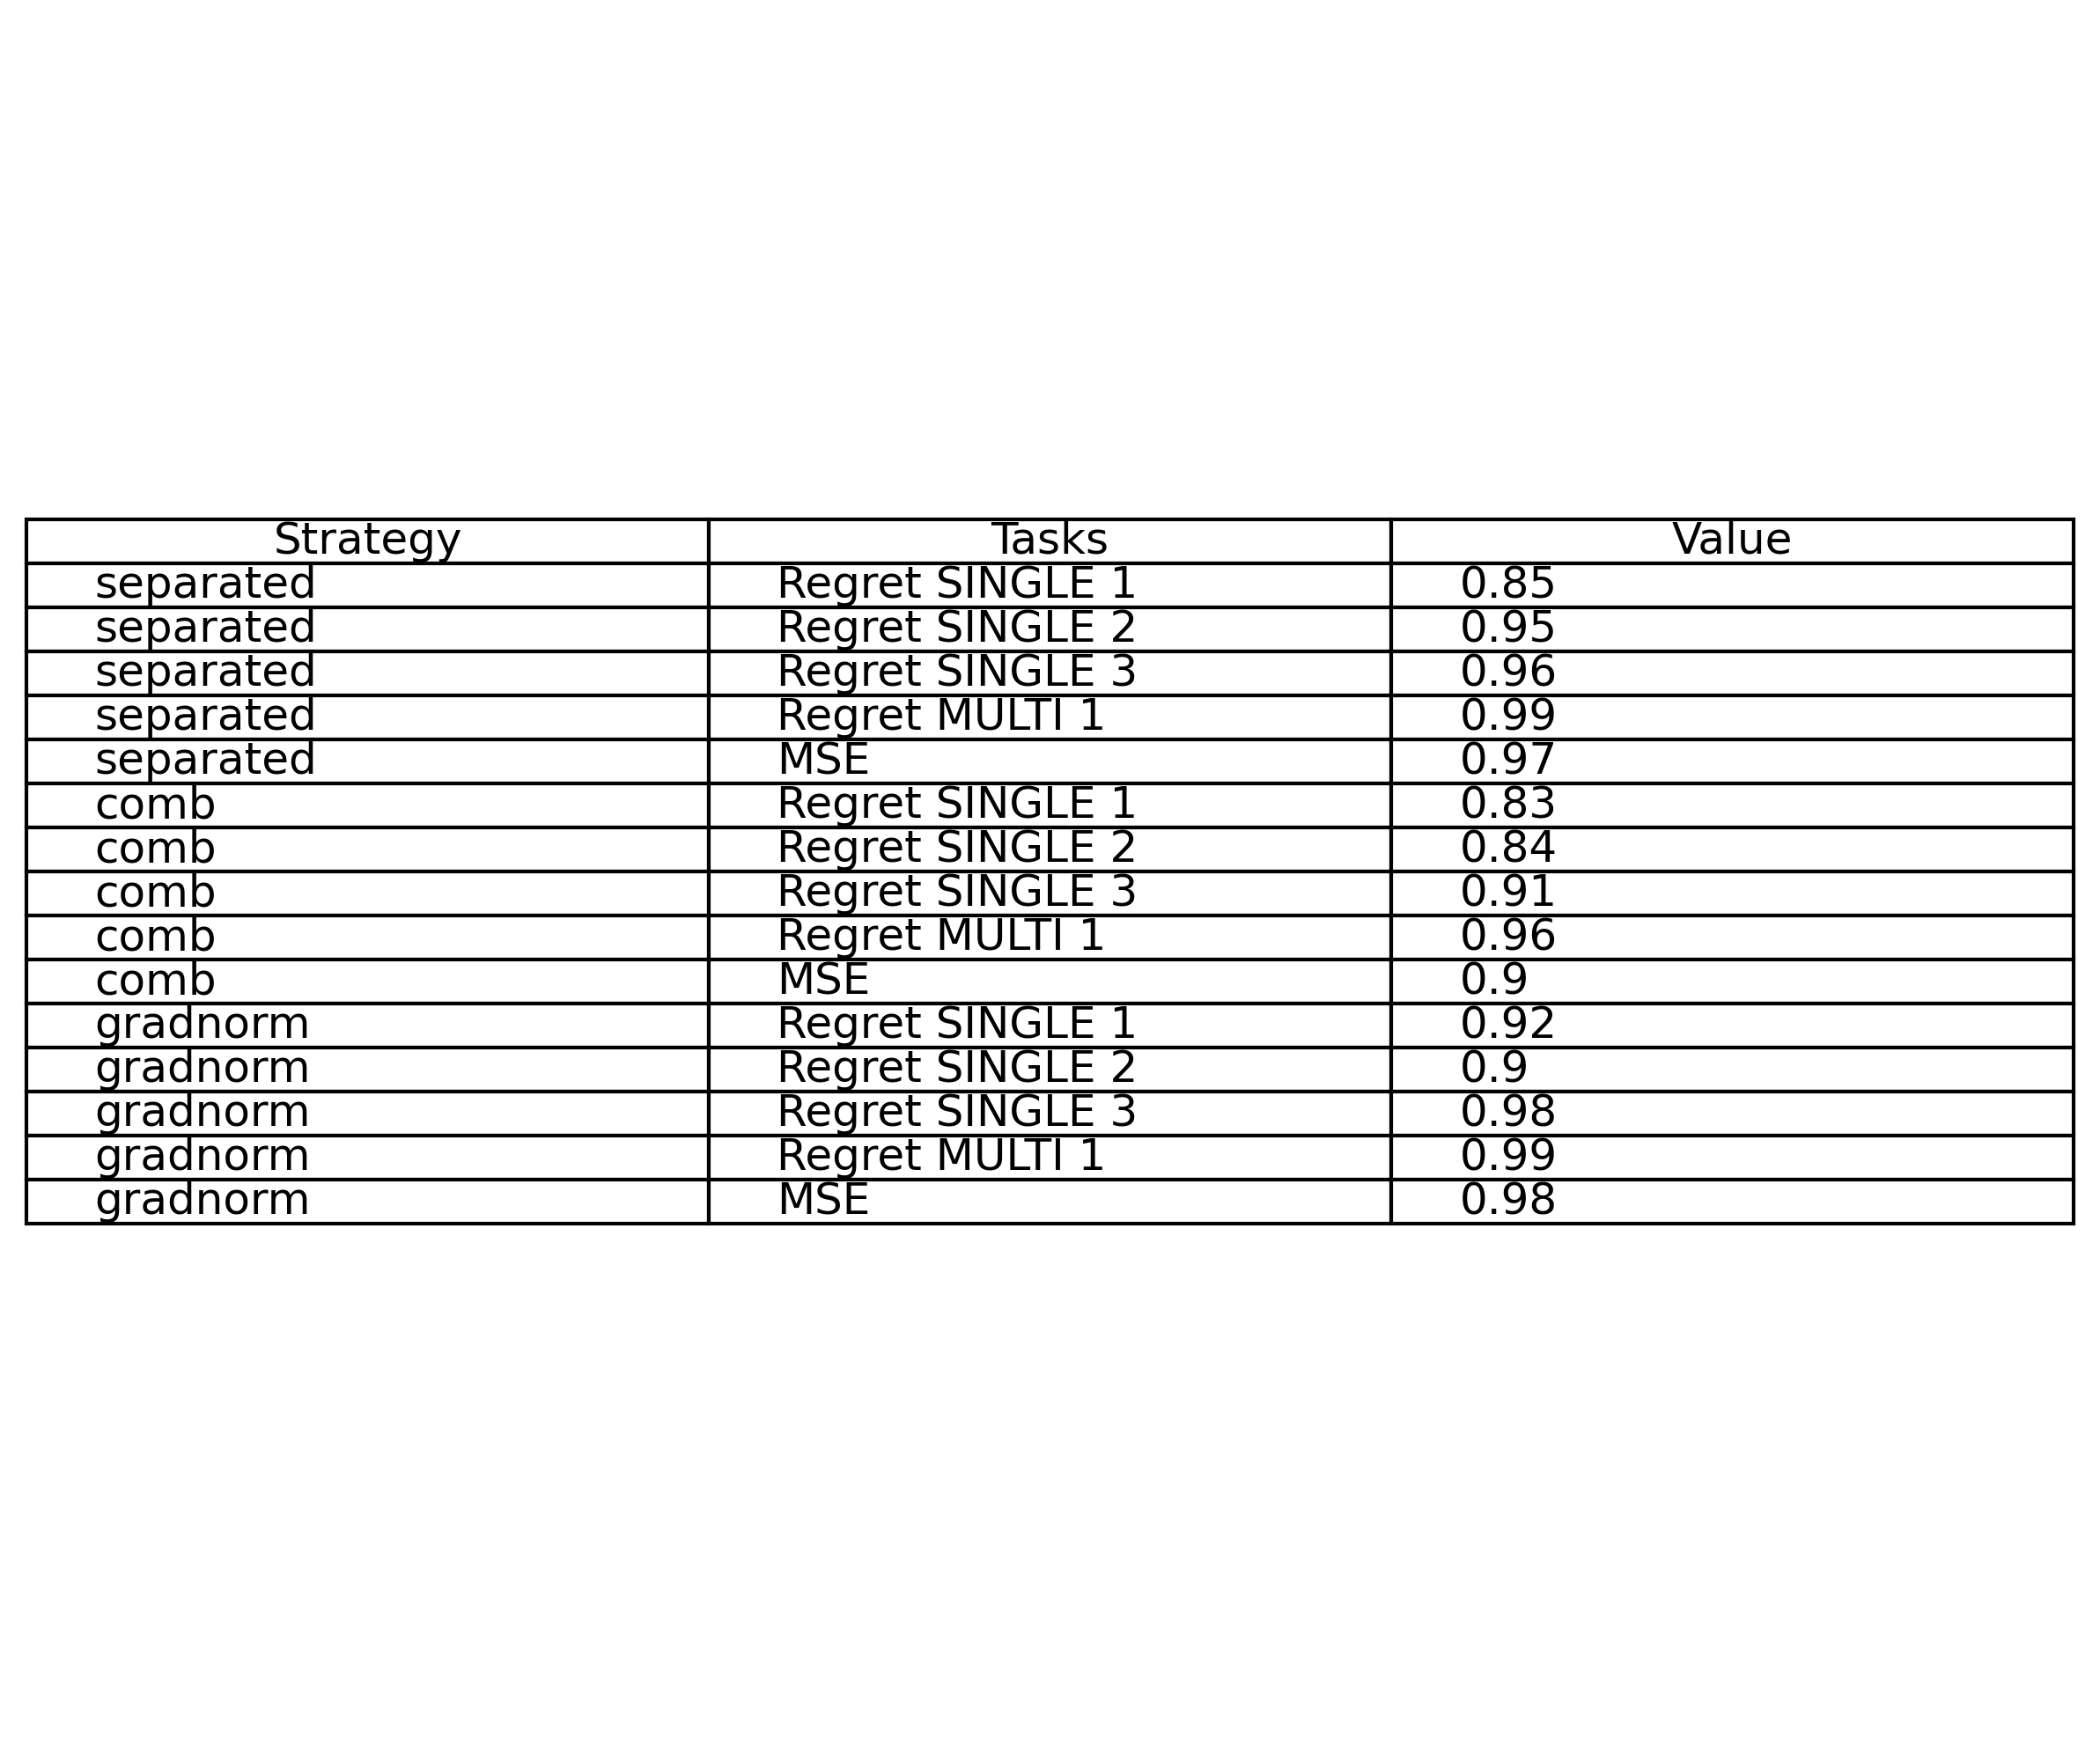 Strategy Tasks Value
separated Regret SINGLE 1 0.85
separated Regret SINGLE 2 0.95
separated Regret SINGLE 3 0.96
separated Regret MULTI 1 0.99
separated MSE 0.97
comb Regret SINGLE 1 0.83
comb Regret SINGLE 2 0.84
comb Regret SINGLE 3 0.91
comb Regret MULTI 1 0.96
comb MSE 0.9
gradnorm Regret SINGLE 1 0.92
gradnorm Regret SINGLE 2 0.9
gradnorm Regret SINGLE 3 0.98
gradnorm Regret MULTI 1 0.99
gradnorm MSE 0.98